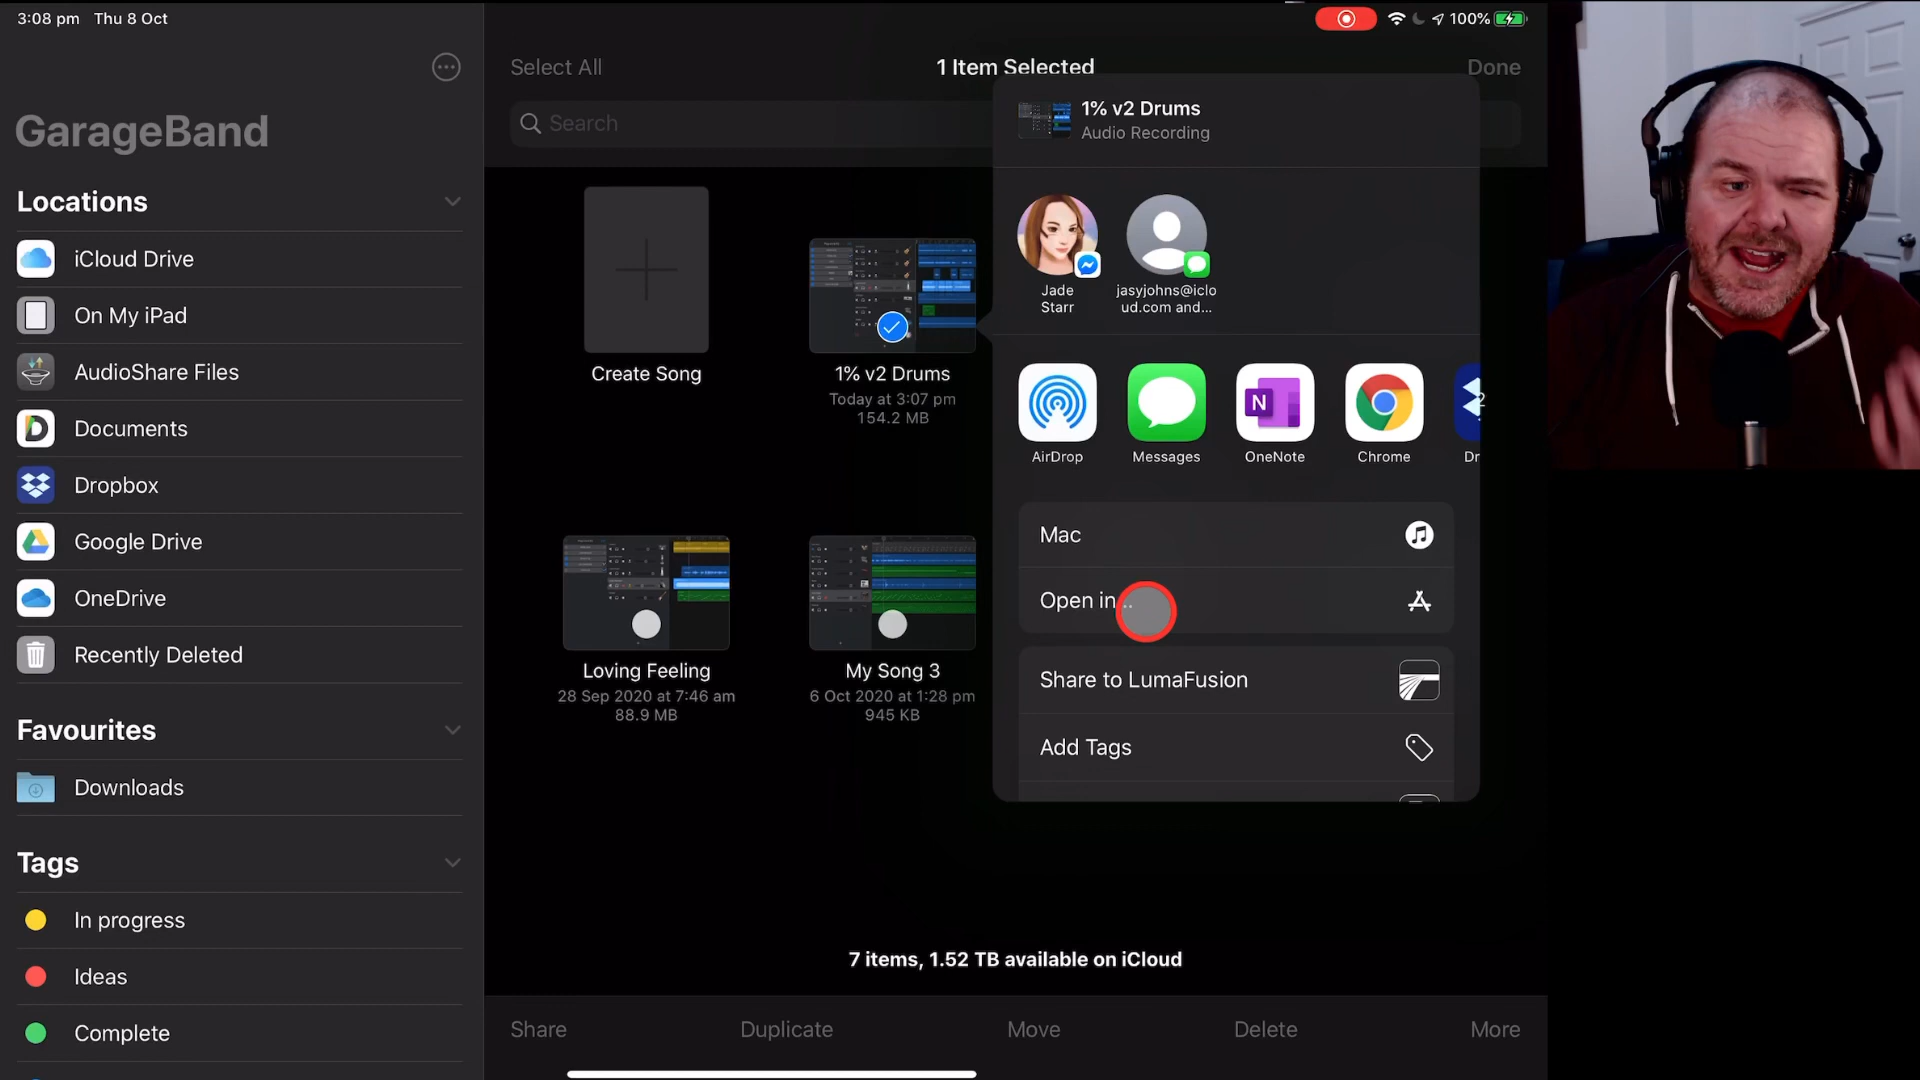 3:08 pm Thu 8 Oct
100%
GarageBand
Locations
iCloud Drive
On My iPad
AudioShare Files
Documents
Dropbox
Google Drive
OneDrive
Recently Deleted
Favourites
Downloads
Tags
In progress
Ideas
Complete
Select All
1 Item Selected
Done
Search
Create Song
1% v2 Drums
Today at 3:07 pm
154.2 MB
Loving Feeling
28 Sep 2020 at 7:46 am
88.9 MB
My Song 3
6 Oct 2020 at 1:28 pm
945 KB
1% v2 Drums
Audio Recording
Jade
Starr
jasyjohns@iclo
ud.com and...
AirDrop
Messages
N
OneNote
Chrome
Dr
Mac
Open in...
Share to LumaFusion
Add Tags
7 items, 1.52 TB available on iCloud
Share
Duplicate
Move
Delete
More